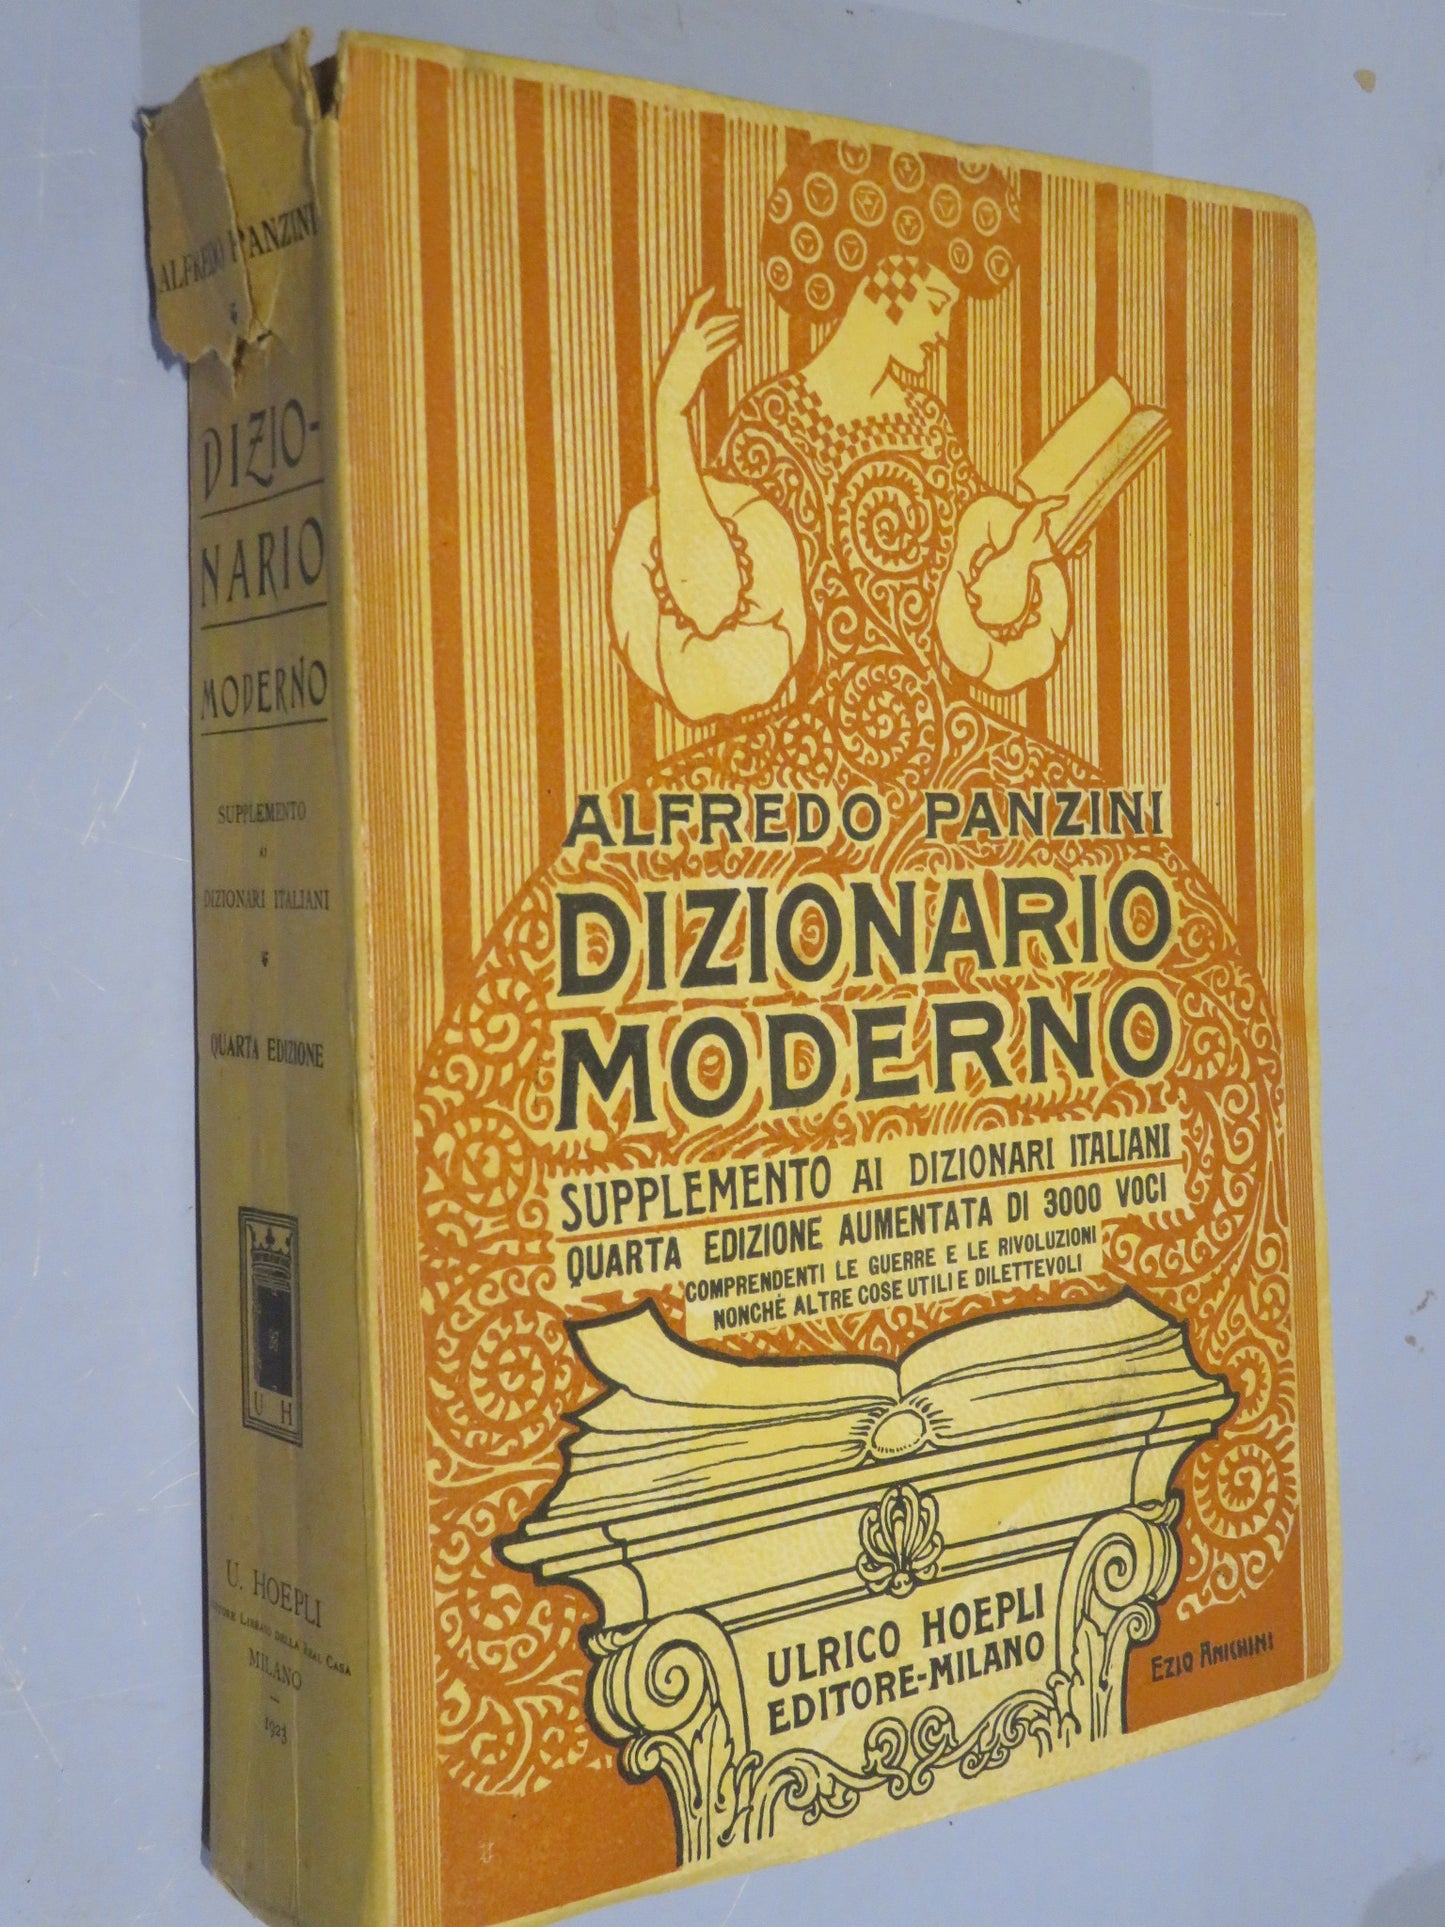 ALFREDO PANZINI
DIZIO-
NARIO
MODERNO
SUPPLEMENTO
AI
DIZIONARI ITALIANI
QUARTA EDIZIONE
U H
U. HOEPLI
EDITORE LIBRAIO DELLA REAL CASA
MILANO
1923
ALFREDO PANZINI
DIZIONARIO
MODERNO
SUPPLEMENTO AI DIZIONARI ITALIANI
QUARTA EDIZIONE AUMENTATA DI 3000 VOCI
COMPRENDENTI LE GUERRE E LE RIVOLUZIONI
NONCHÈ ALTRE COSE UTILI E DILETTEVOLI
ULRICO HOEPLI
EDITORE-MILANO
EZIO ANICHINI